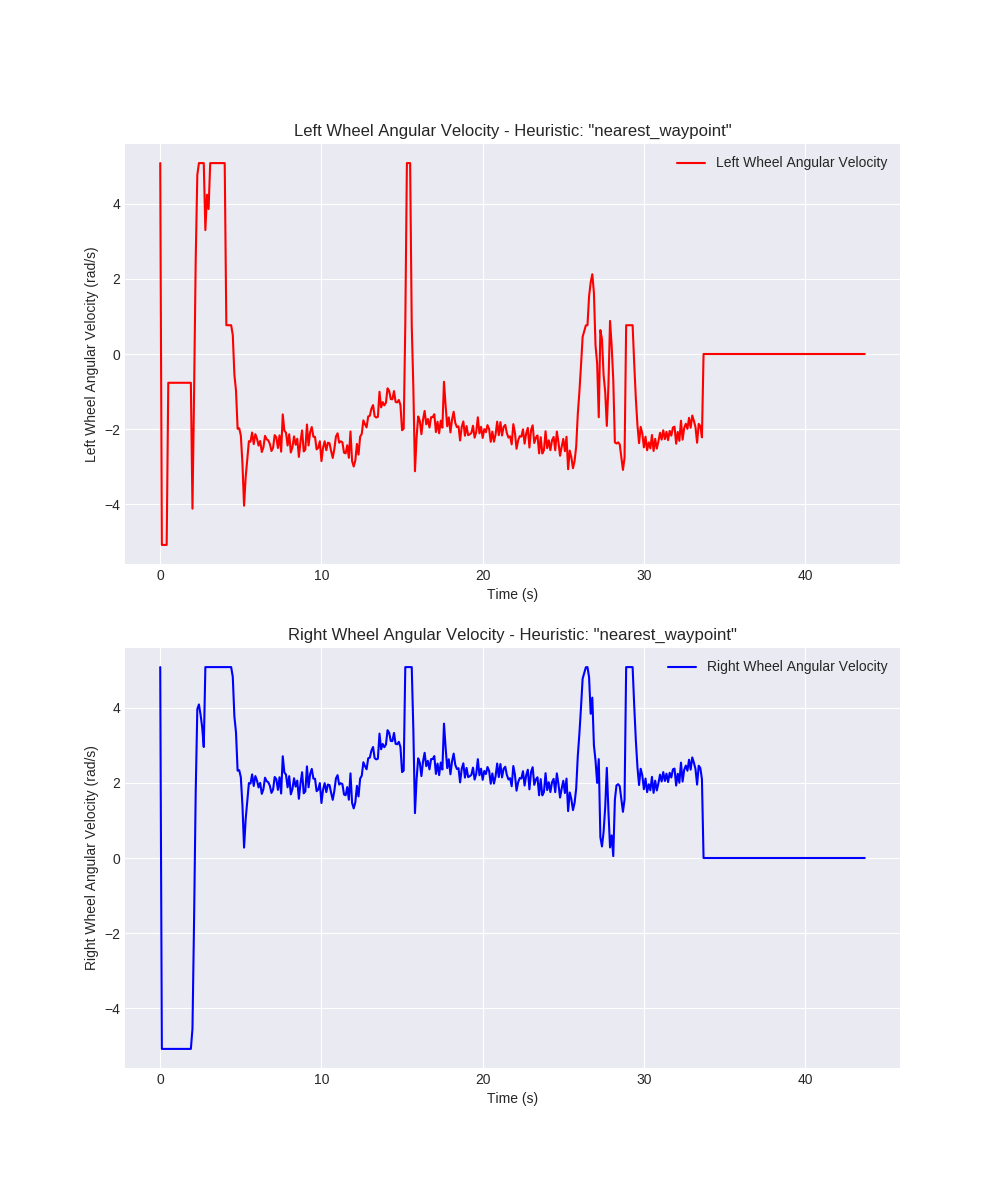 Left Wheel Angular Velocity - Heuristic: "nearest_waypoint"
Left Wheel Angular Velocity
Left Wheel Angular Velocity (rad/s)
4
2
0
−2
−4
0 10 20 30 40
Time (s)
Right Wheel Angular Velocity - Heuristic: "nearest_waypoint"
Right Wheel Angular Velocity
Right Wheel Angular Velocity (rad/s)
4
2
0
−2
−4
0 10 20 30 40
Time (s)